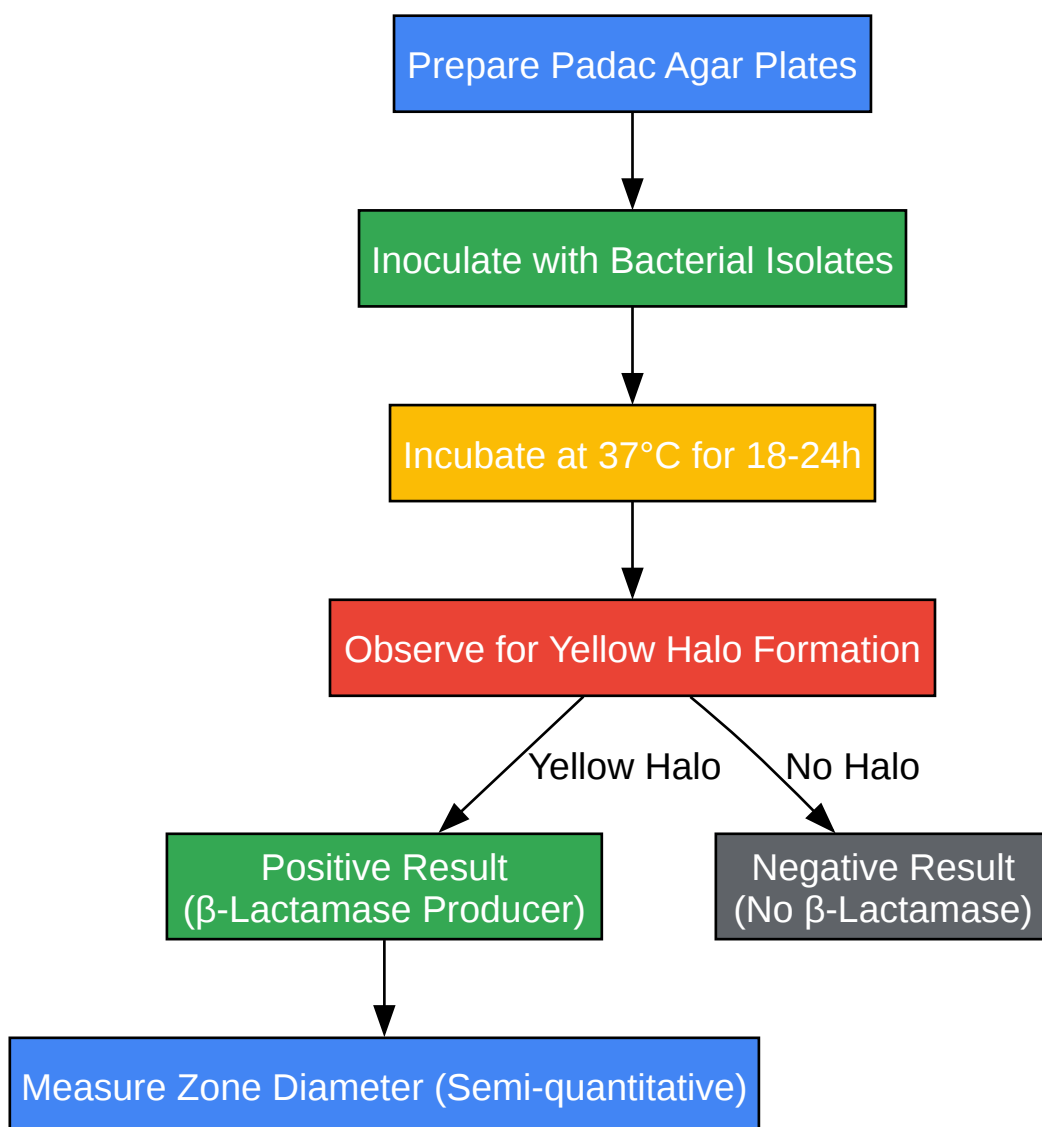 Prepare Padac Agar Plates
Inoculate with Bacterial Isolates
Incubate at 37°C for 18-24h
Observe for Yellow Halo Formation
Yellow Halo
No Halo
Positive Result
(β-Lactamase Producer)
Negative Result
(No β-Lactamase)
Measure Zone Diameter (Semi-quantitative)